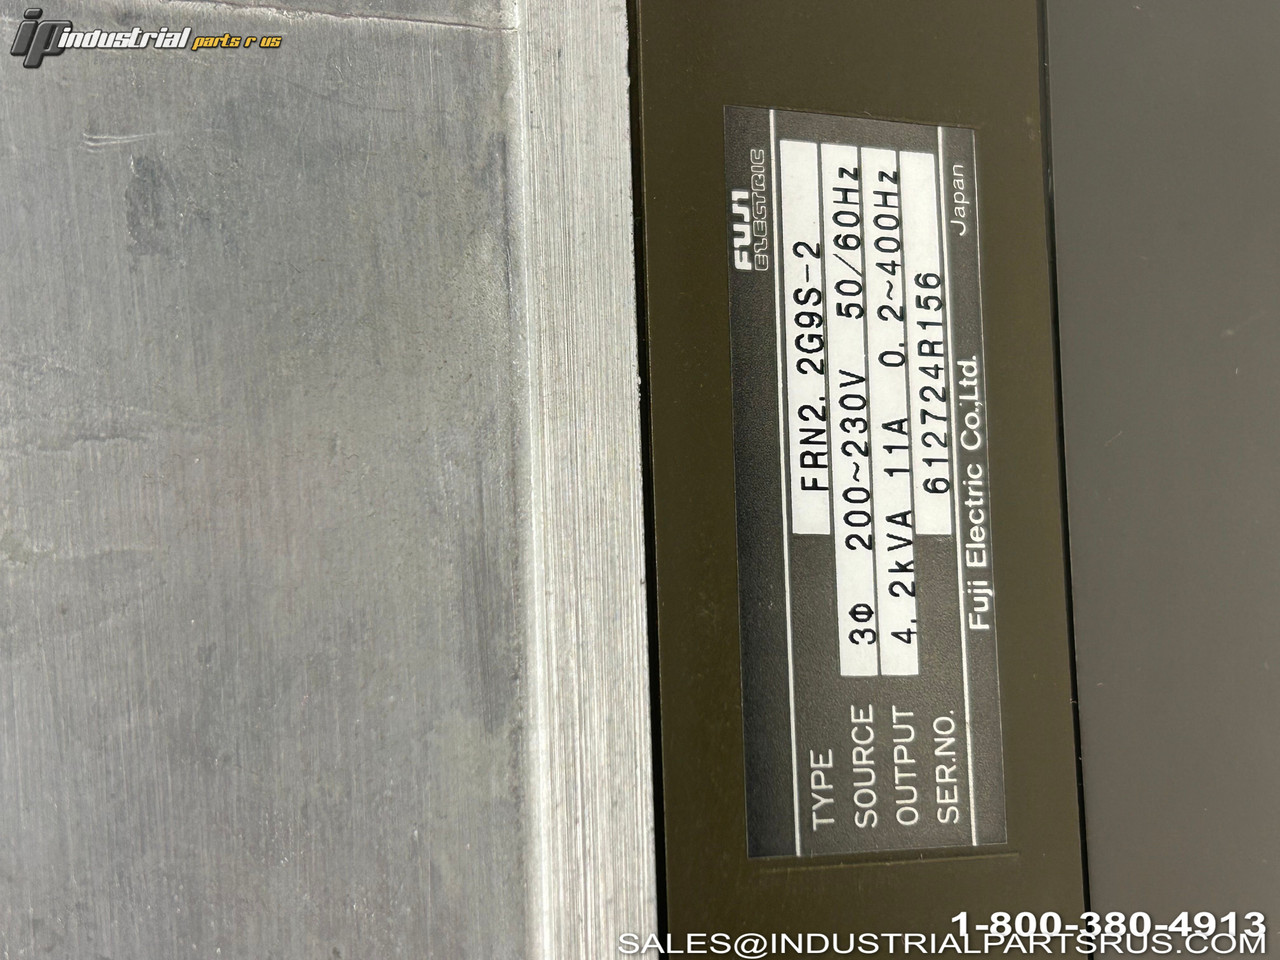 ip industrial parts r us
FUJI
ELECTRIC
TYPE FRN2. 2G9S-2
SOURCE 3Φ 200~230V 50/60Hz
OUTPUT 4. 2kVA 11A 0. 2~400Hz
SER.NO. 612724R156
Fuji Electric Co.,Ltd. Japan
1-800-380-4913
SALES@INDUSTRIALPARTSRUS.COM